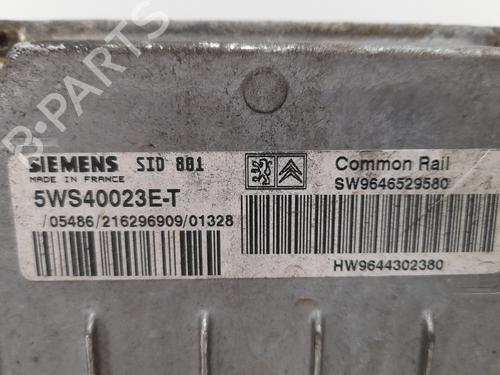 B-PARTS
SIEMENS SID 801
MADE IN FRANCE
5WS40023E-T
/05486/216296909/01328
Common Rail
SW9646529580
HW9644302380